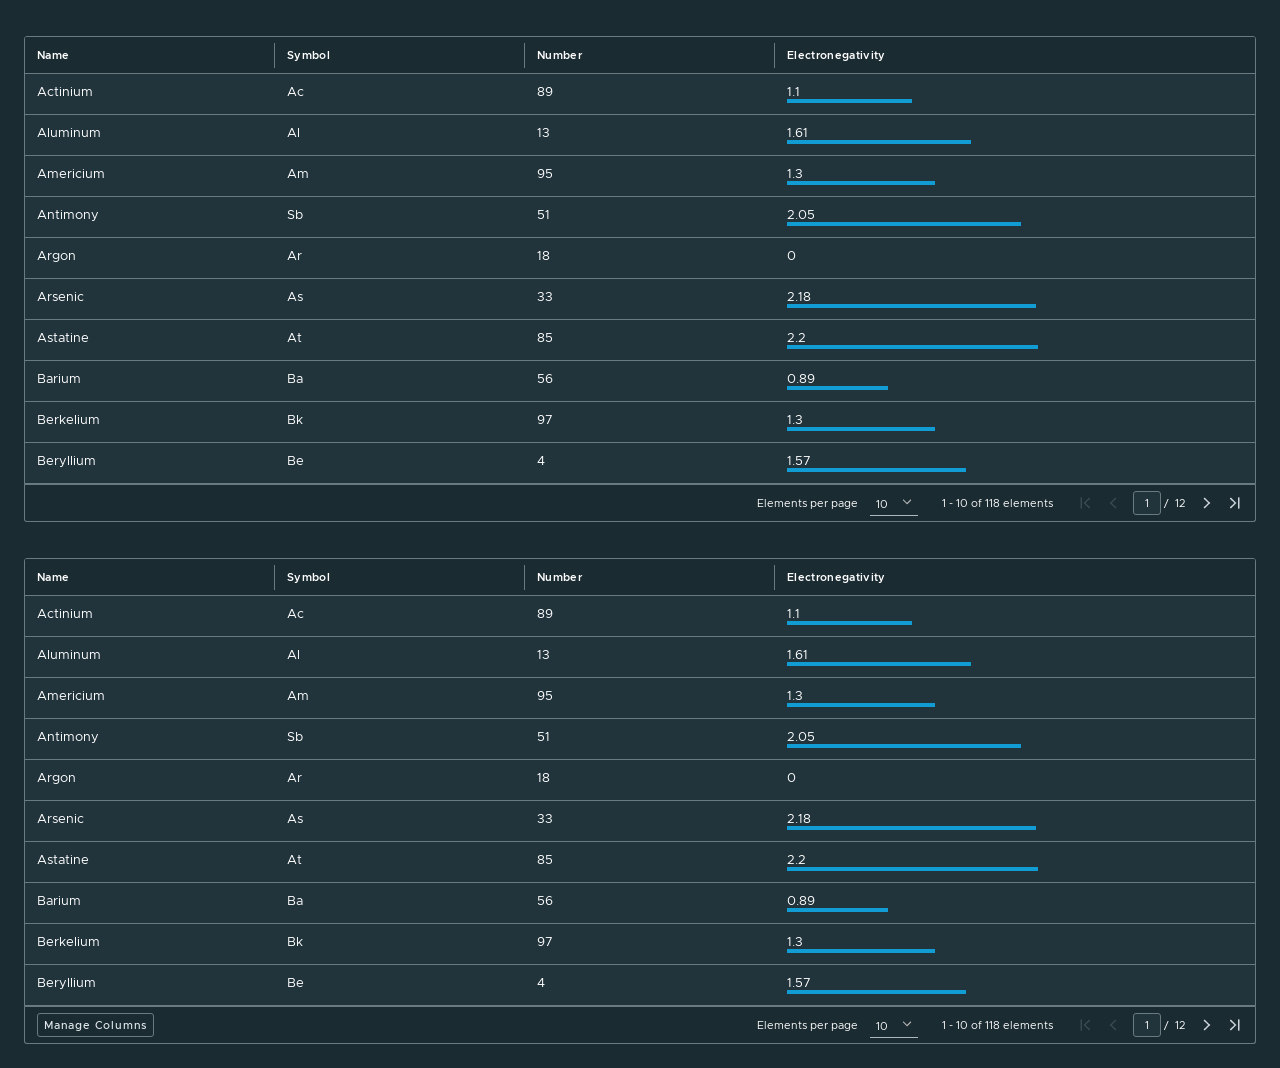 Name Symbol Number Electronegativity
Actinium Ac 89 1.1
Aluminum Al 13 1.61
Americium Am 95 1.3
Antimony Sb 51 2.05
Argon Ar 18 0
Arsenic As 33 2.18
Astatine At 85 2.2
Barium Ba 56 0.89
Berkelium Bk 97 1.3
Beryllium Be 4 1.57
Elements per page 10 1 - 10 of 118 elements 1 / 12
Name Symbol Number Electronegativity
Actinium Ac 89 1.1
Aluminum Al 13 1.61
Americium Am 95 1.3
Antimony Sb 51 2.05
Argon Ar 18 0
Arsenic As 33 2.18
Astatine At 85 2.2
Barium Ba 56 0.89
Berkelium Bk 97 1.3
Beryllium Be 4 1.57
Manage Columns Elements per page 10 1 - 10 of 118 elements 1 / 12